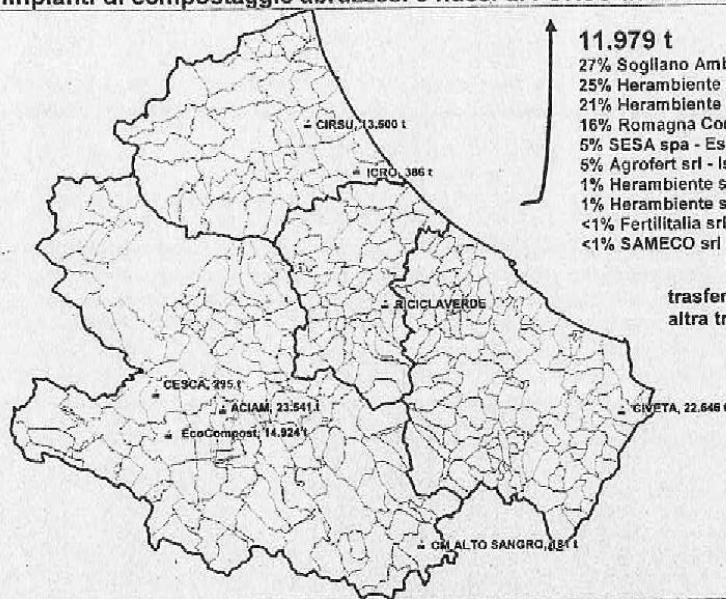 impianti di compostaggio abruzzesi e flussi di
11.979 t
27% Sogliano Amb
25% Herambiente
21% Herambiente
16% Romagna Co
5% SESA spa - Es
5% Agrofert srl - Is
1% Herambiente s
1% Herambiente s
<1% Fertilitalia srl
<1% SAMECO srl
trasfer
altra tr
CIRSU, 13.500 t
ICRO, 386 t
RICICLAVERDE
CESCA, 295 t
ACIAM, 23.541 t
CIVETA, 22.646 t
EcoCompost, 14.924 t
CM ALTO SANGRO, 181 t